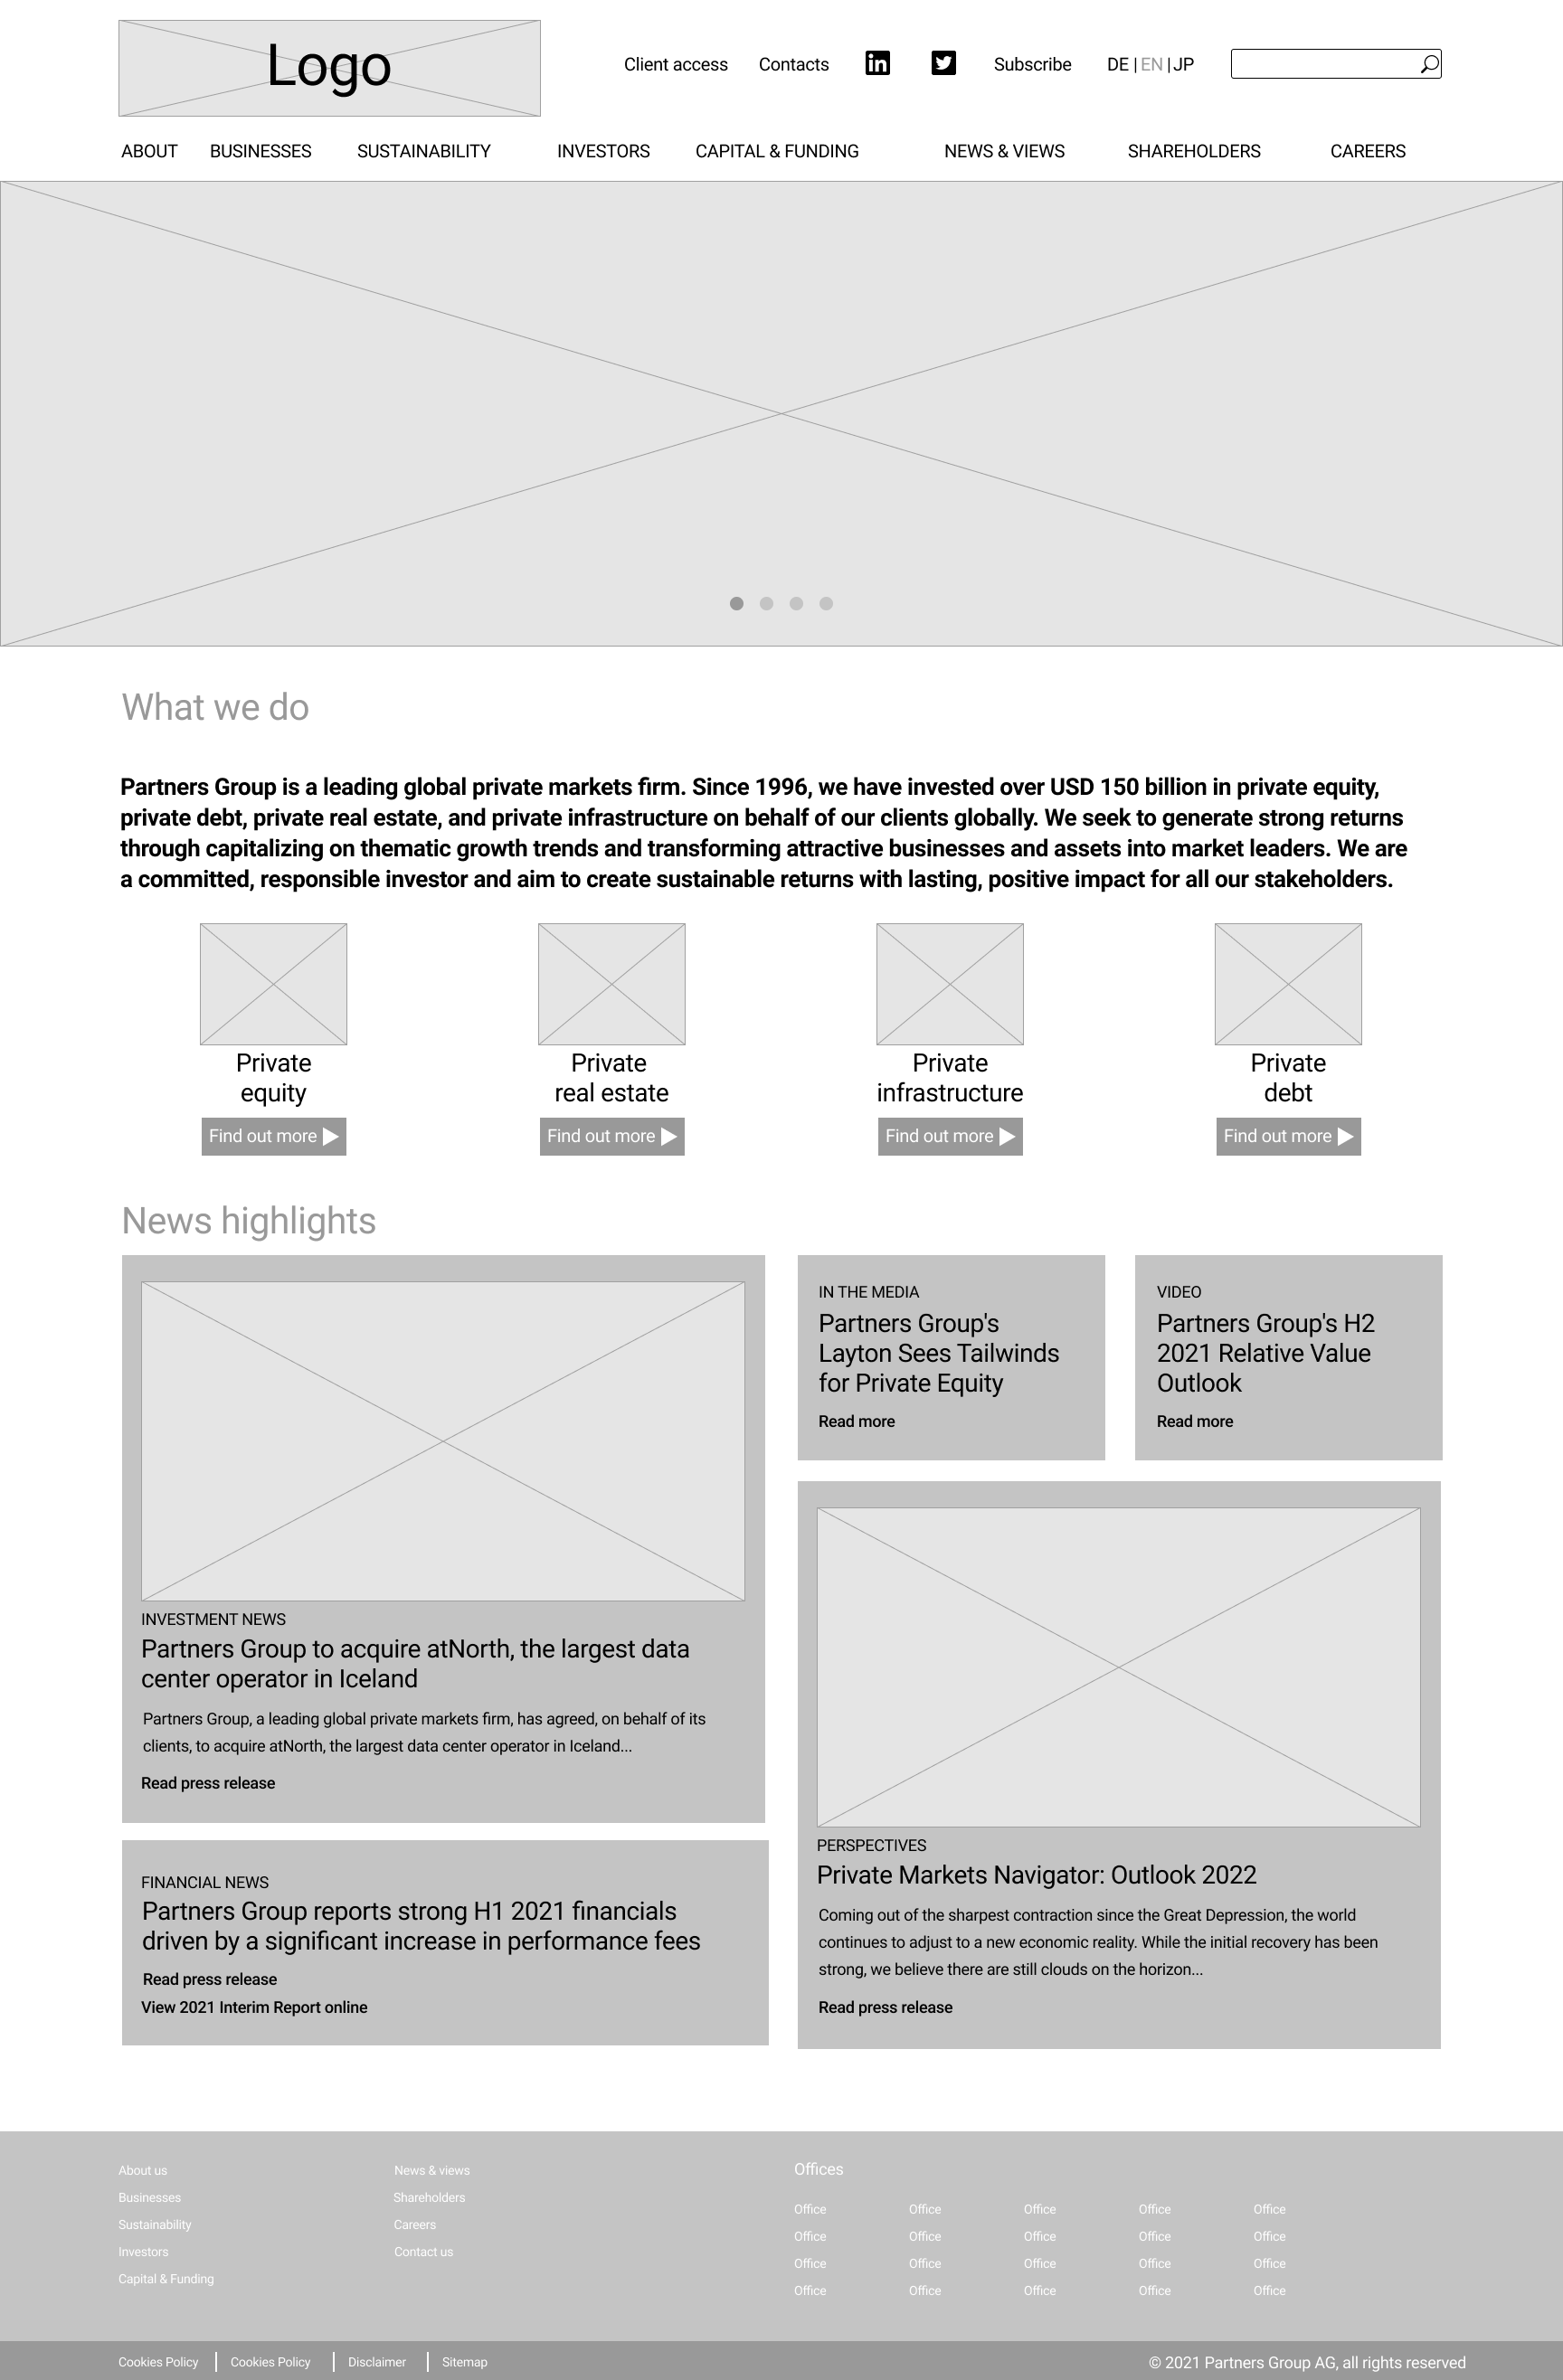 Logo
Client access Contacts in Subscribe DE | EN | JP
ABOUT BUSINESSES SUSTAINABILITY INVESTORS CAPITAL & FUNDING NEWS & VIEWS SHAREHOLDERS CAREERS
What we do
Partners Group is a leading global private markets firm. Since 1996, we have invested over USD 150 billion in private equity,
private debt, private real estate, and private infrastructure on behalf of our clients globally. We seek to generate strong returns
through capitalizing on thematic growth trends and transforming attractive businesses and assets into market leaders. We are
a committed, responsible investor and aim to create sustainable returns with lasting, positive impact for all our stakeholders.
Private
equity
Find out more
Private
real estate
Find out more
Private
infrastructure
Find out more
Private
debt
Find out more
News highlights
INVESTMENT NEWS
Partners Group to acquire atNorth, the largest data
center operator in Iceland
Partners Group, a leading global private markets firm, has agreed, on behalf of its
clients, to acquire atNorth, the largest data center operator in Iceland...
Read press release
FINANCIAL NEWS
Partners Group reports strong H1 2021 financials
driven by a significant increase in performance fees
Read press release
View 2021 Interim Report online
IN THE MEDIA
Partners Group's
Layton Sees Tailwinds
for Private Equity
Read more
VIDEO
Partners Group's H2
2021 Relative Value
Outlook
Read more
PERSPECTIVES
Private Markets Navigator: Outlook 2022
Coming out of the sharpest contraction since the Great Depression, the world
continues to adjust to a new economic reality. While the initial recovery has been
strong, we believe there are still clouds on the horizon...
Read press release
About us
Businesses
Sustainability
Investors
Capital & Funding
News & views
Shareholders
Careers
Contact us
Offices
Office Office Office Office Office
Office Office Office Office Office
Office Office Office Office Office
Office Office Office Office Office
Cookies Policy | Cookies Policy | Disclaimer | Sitemap
© 2021 Partners Group AG, all rights reserved